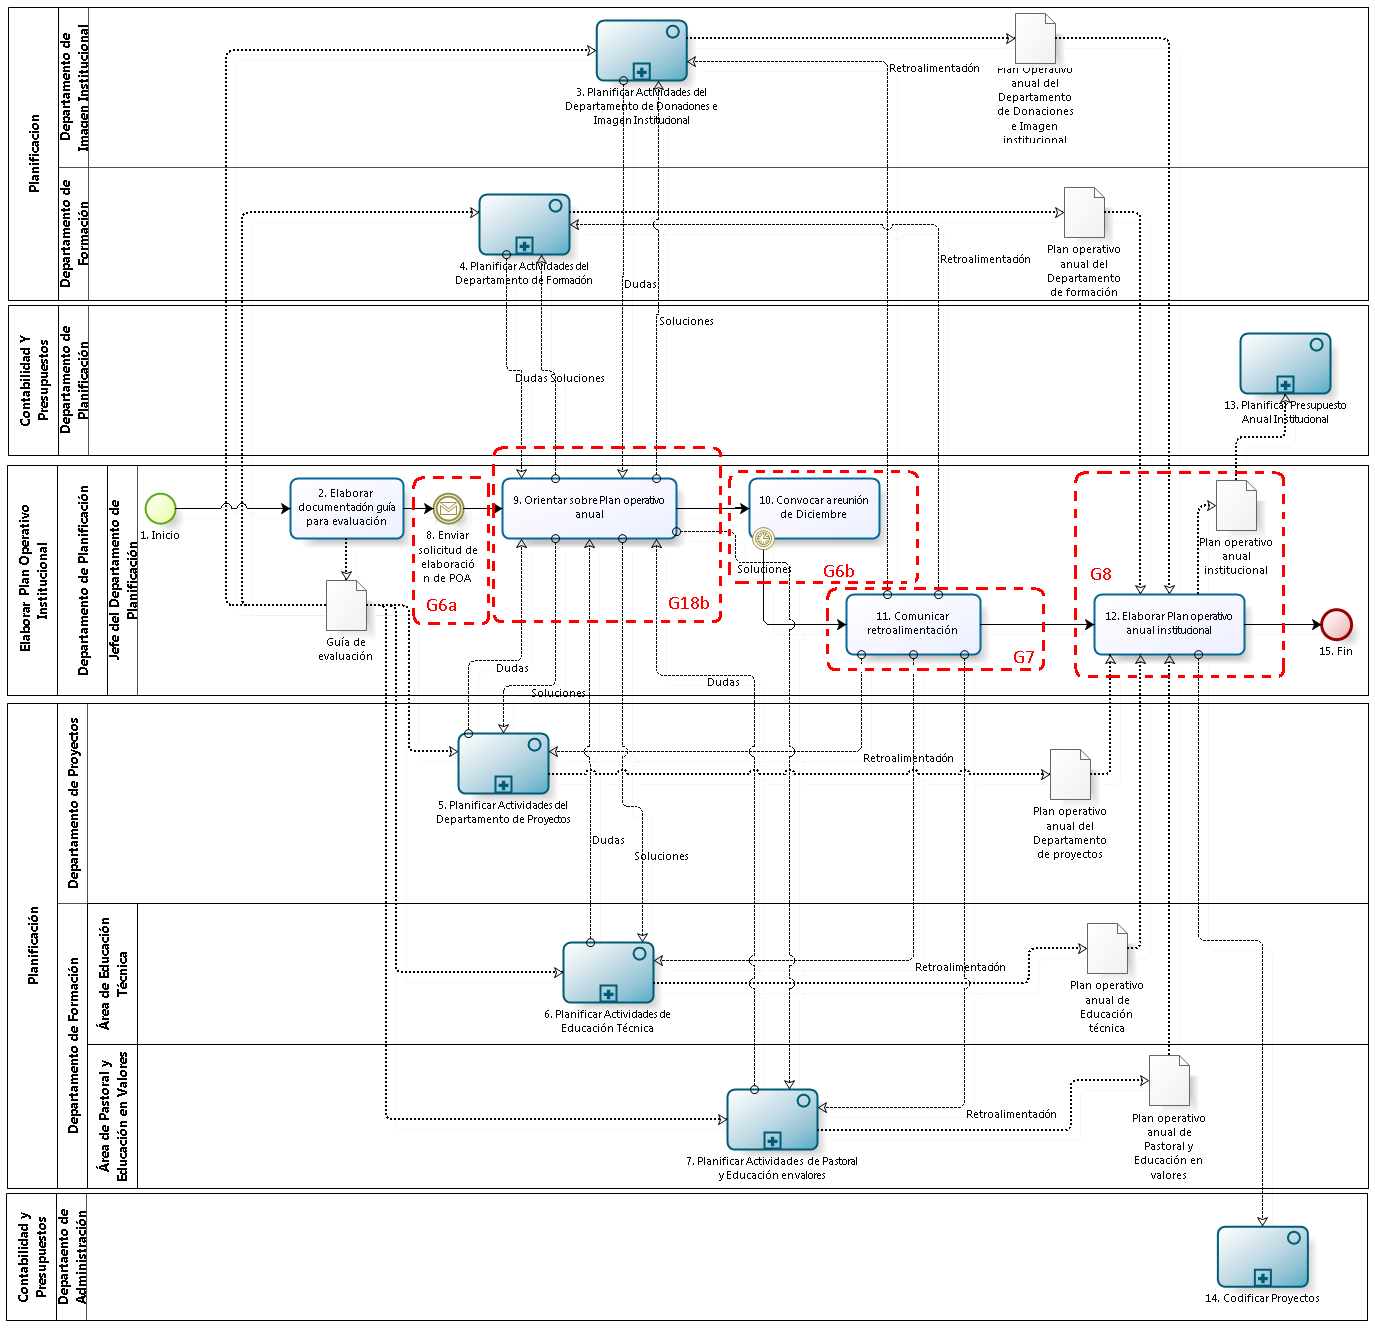 Planificacion
Departamento de
Imagen Institucional
3. Planificar Actividades del
Departamento de Donaciones e
Imagen Institucional
Retroalimentación
Plan Operativo
anual del
Departamento
de Donaciones
e Imagen
institucional
Departamento de
Formación
4. Planificar Actividades del
Departamento de Formación
Dudas
Retroalimentación
Plan operativo
anual del
Departamento
de formación
Contabilidad Y
Presupuestos
Departamento de
Planificación
Soluciones
Dudas
Soluciones
13. Planificar Presupuesto
Anual Institucional
Elaborar Plan Operativo
Institucional
Departamento de Planificación
Jefe del Departamento de
Planificación
1. Inicio
2. Elaborar
documentación guía
para evaluación
8. Enviar
solicitud de
elaboració
n de POA
G6a
9. Orientar sobre Plan operativo
anual
G18b
10. Convocar a reunión
de Diciembre
Soluciones
G6b
11. Comunicar
retroalimentación
G7
G8
Plan operativo
anual
institucional
12. Elaborar Plan operativo
anual institucional
15. Fin
Guía de
evaluación
Dudas
Soluciones
Dudas
Planificación
Departamento de Proyectos
5. Planificar Actividades del
Departamento de Proyectos
Retroalimentación
Plan operativo
anual del
Departamento
de proyectos
Dudas
Soluciones
Departamento de Formación
Área de Educación
Técnica
6. Planificar Actividades de
Educación Técnica
Retroalimentación
Plan operativo
anual de
Educación
técnica
Área de Pastoral y
Educación en Valores
7. Planificar Actividades de Pastoral
y Educación en valores
Retroalimentación
Plan operativo
anual de
Pastoral y
Educación en
valores
Contabilidad y
Presupuestos
Departaento de
Administración
14. Codificar Proyectos